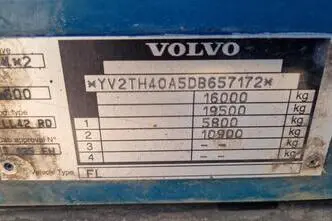 VOLVO
*YV2TH40A5DB657172*
16000 kg
19500 kg
1 5800 kg
2 10900 kg
3 -- kg
4 -- kg
Vehicle Type FL